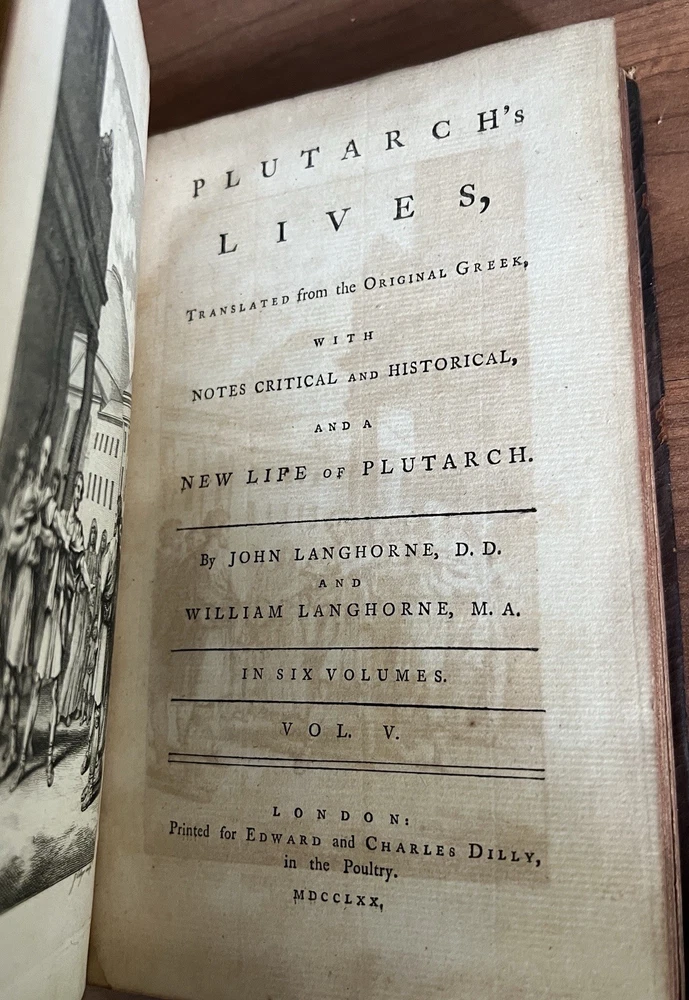 PLUTARCH's
LIVES,
TRANSLATED from the ORIGINAL GREEK,
WITH
NOTES CRITICAL AND HISTORICAL,
AND A
NEW LIFE OF PLUTARCH.
By JOHN LANGHORNE, D. D.
AND
WILLIAM LANGHORNE, M. A.
IN SIX VOLUMES.
VOL. V.
LONDON:
Printed for EDWARD and CHARLES DILLY,
in the Poultry.
MDCCLXX,